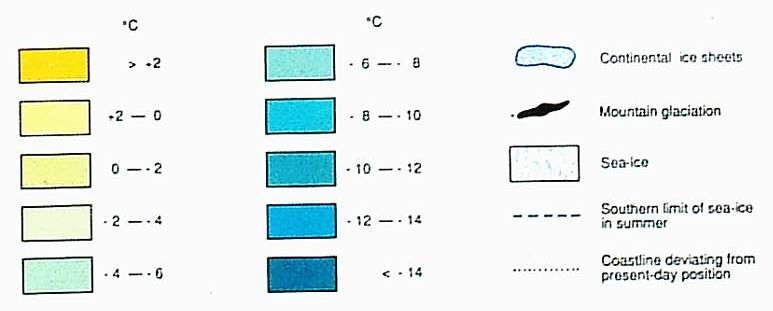 °C
> +2
+2 — 0
0 — - 2
- 2 — - 4
- 4 — - 6
°C
- 6 — - 8
- 8 — - 10
- 10 — - 12
- 12 — - 14
< - 14
Continental ice sheets
Mountain glaciation
Sea-ice
Southern limit of sea-ice
in summer
Coastline deviating from
present-day position